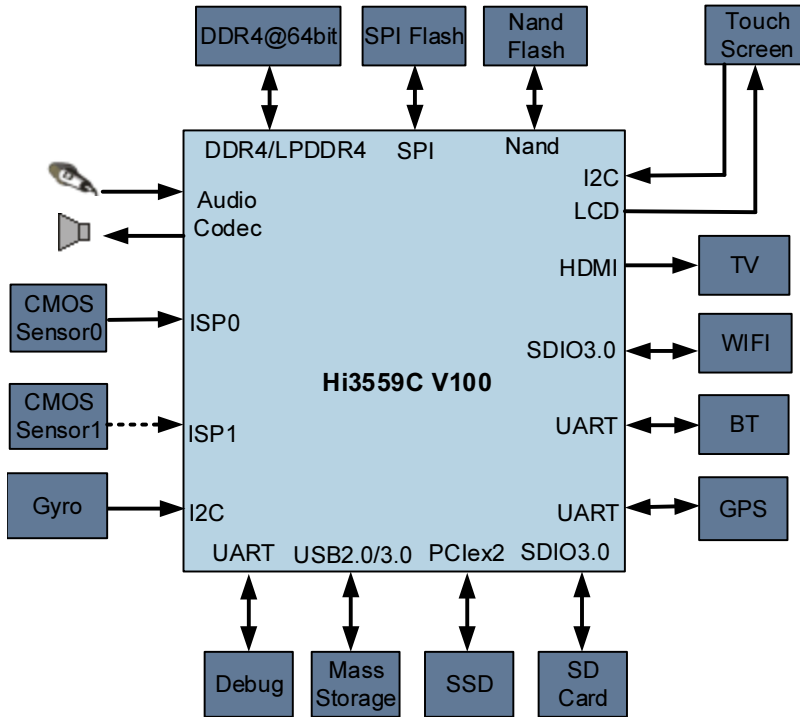 DDR4@64bit
SPI Flash
Nand
Flash
Touch
Screen
DDR4/LPDDR4
SPI
Nand
I2C
LCD
Audio
Codec
HDMI
TV
CMOS
Sensor0
ISP0
SDIO3.0
WIFI
Hi3559C V100
CMOS
Sensor1
ISP1
UART
BT
Gyro
I2C
UART
GPS
UART
USB2.0/3.0
PCIex2
SDIO3.0
Debug
Mass
Storage
SSD
SD
Card